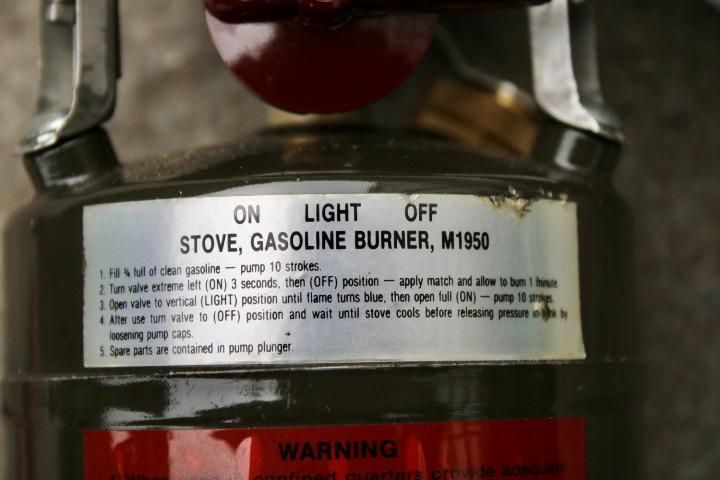 ON LIGHT OFF
STOVE, GASOLINE BURNER, M1950
1. Fill ¾ full of clean gasoline — pump 10 strokes.
2. Turn valve extreme left (ON) 3 seconds, then (OFF) position — apply match and allow to burn 1 minute.
3. Open valve to vertical (LIGHT) position until flame turns blue, then open full (ON) — pump 10 strokes.
4. After use turn valve to (OFF) position and wait until stove cools before releasing pressure in tank by
loosening pump caps.
5. Spare parts are contained in pump plunger.
WARNING
1. When used in confined quarters provide adequate